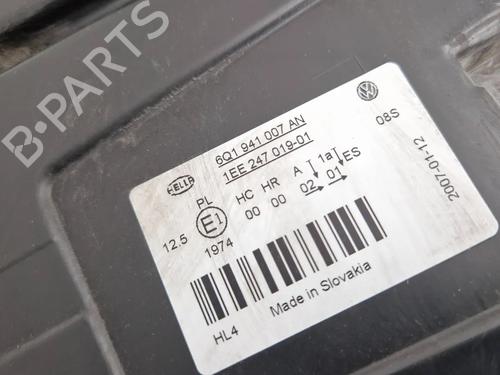 6Q1 941 007 AN
1EE 247 019-01
HELLA
08S
PL HC HR A 1a ES
12.5 E1 00 00 02 01
1974
2007-01-12
HL4
Made in Slovakia
B-PARTS